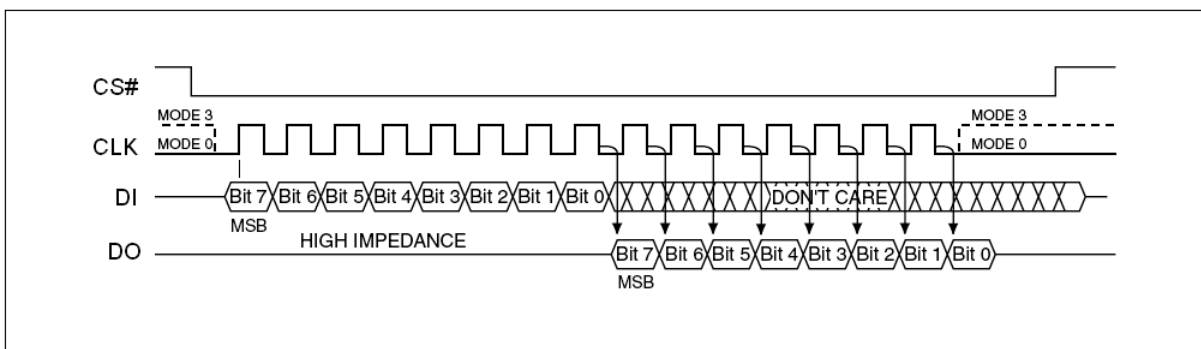 CS#
MODE 3 MODE 3
CLK MODE 0 MODE 0
DI Bit 7 Bit 6 Bit 5 Bit 4 Bit 3 Bit 2 Bit 1 Bit 0 DON'T CARE
MSB
HIGH IMPEDANCE
DO Bit 7 Bit 6 Bit 5 Bit 4 Bit 3 Bit 2 Bit 1 Bit 0
MSB